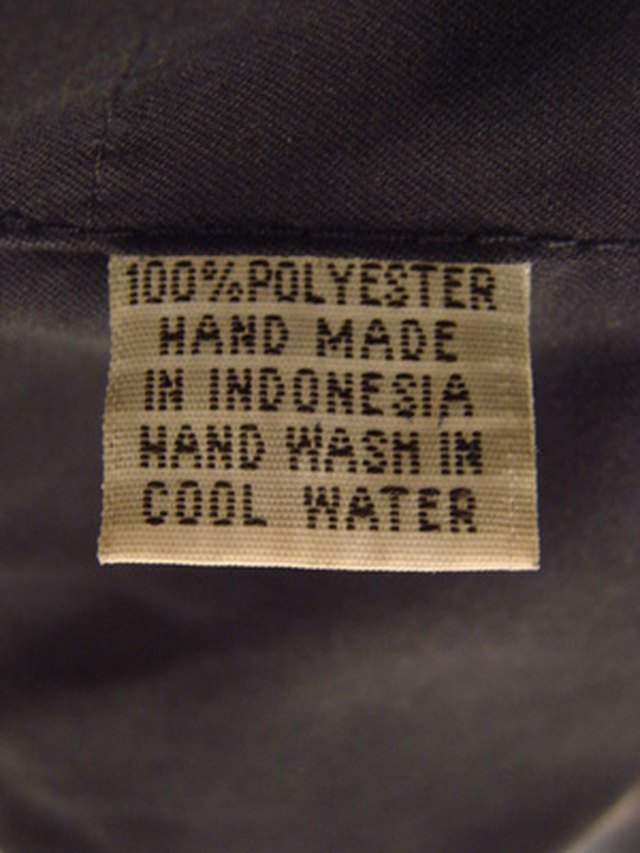 100% POLYESTER
HAND MADE
IN INDONESIA
HAND WASH IN
COOL WATER